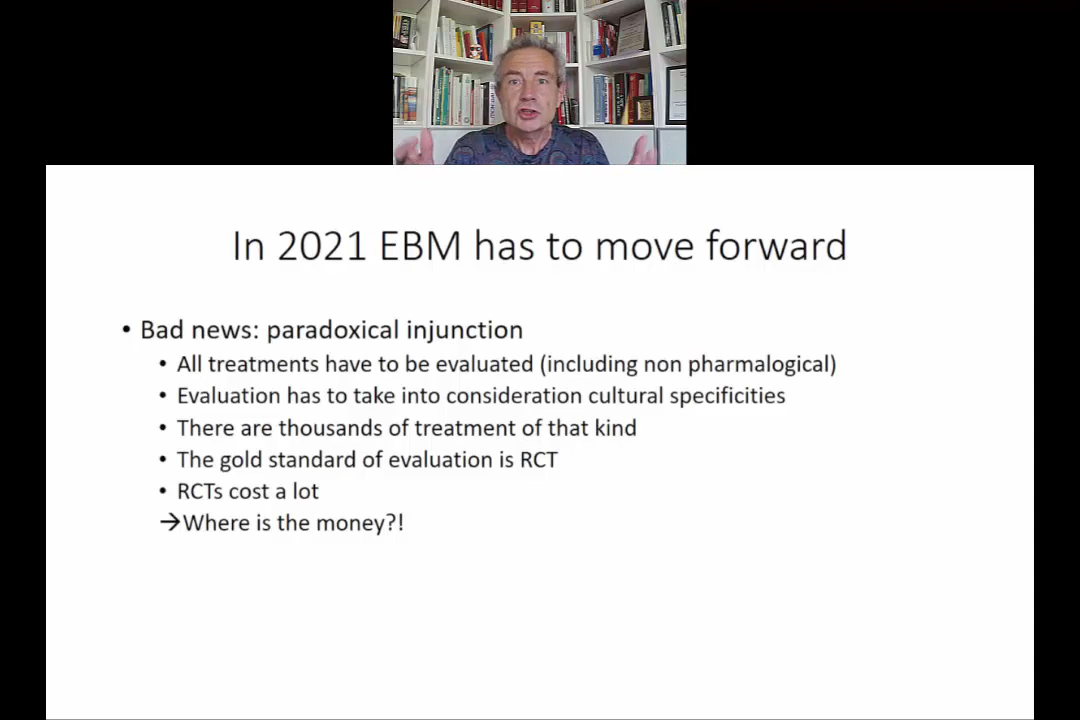 In 2021 EBM has to move forward
• Bad news: paradoxical injunction
• All treatments have to be evaluated (including non pharmalogical)
• Evaluation has to take into consideration cultural specificities
• There are thousands of treatment of that kind
• The gold standard of evaluation is RCT
• RCTs cost a lot
→Where is the money?!